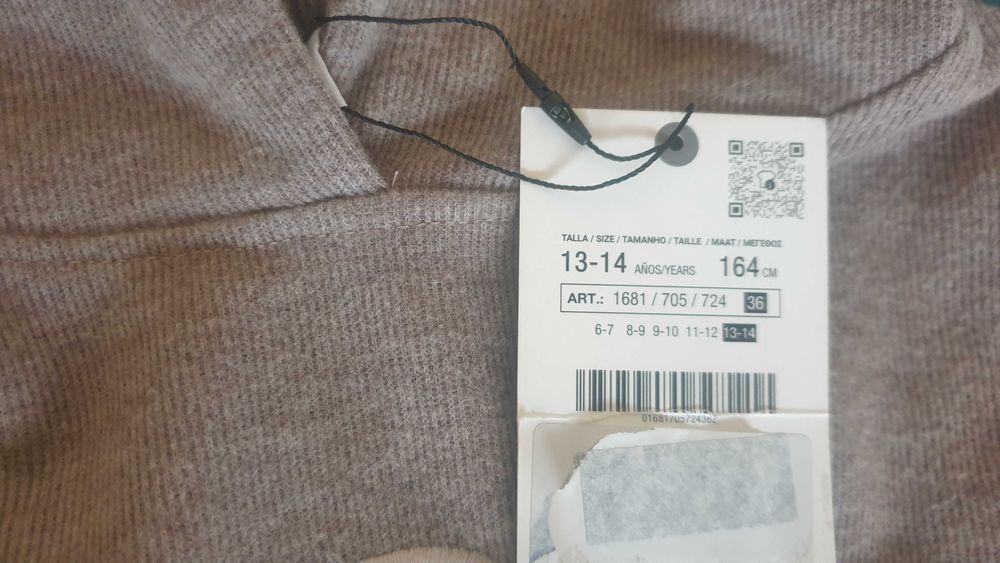 TALLA / SIZE / TAMANHO / TAILLE / MAAT / ΜΕΓΕΘΟΣ
13-14 AÑOS/YEARS 164 CM
ART.: 1681 / 705 / 724 36
6-7 8-9 9-10 11-12 13-14
01681705724362